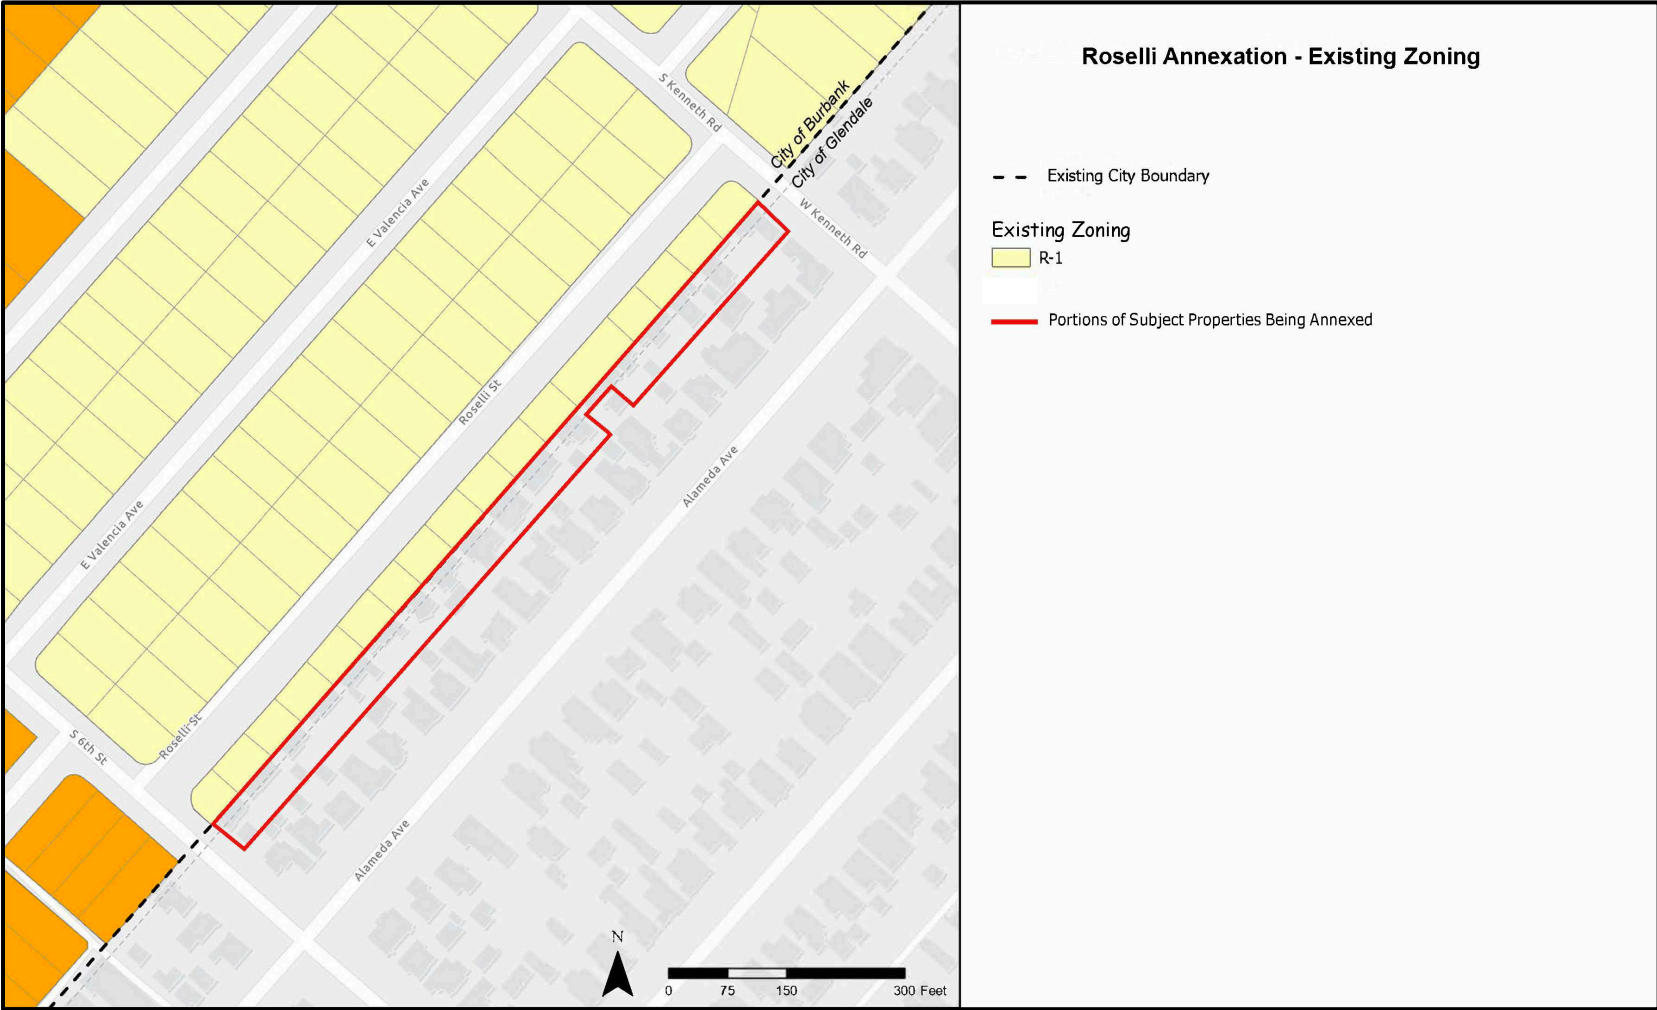 Roselli Annexation - Existing Zoning
Existing City Boundary
Existing Zoning
R-1
Portions of Subject Properties Being Annexed
S Kenneth Rd
City of Burbank
City of Glendale
W Kenneth Rd
E Valencia Ave
Roselli St
Alameda Ave
E Valencia Ave
Roselli St
S 6th St
Alameda Ave
N
0 75 150 300 Feet